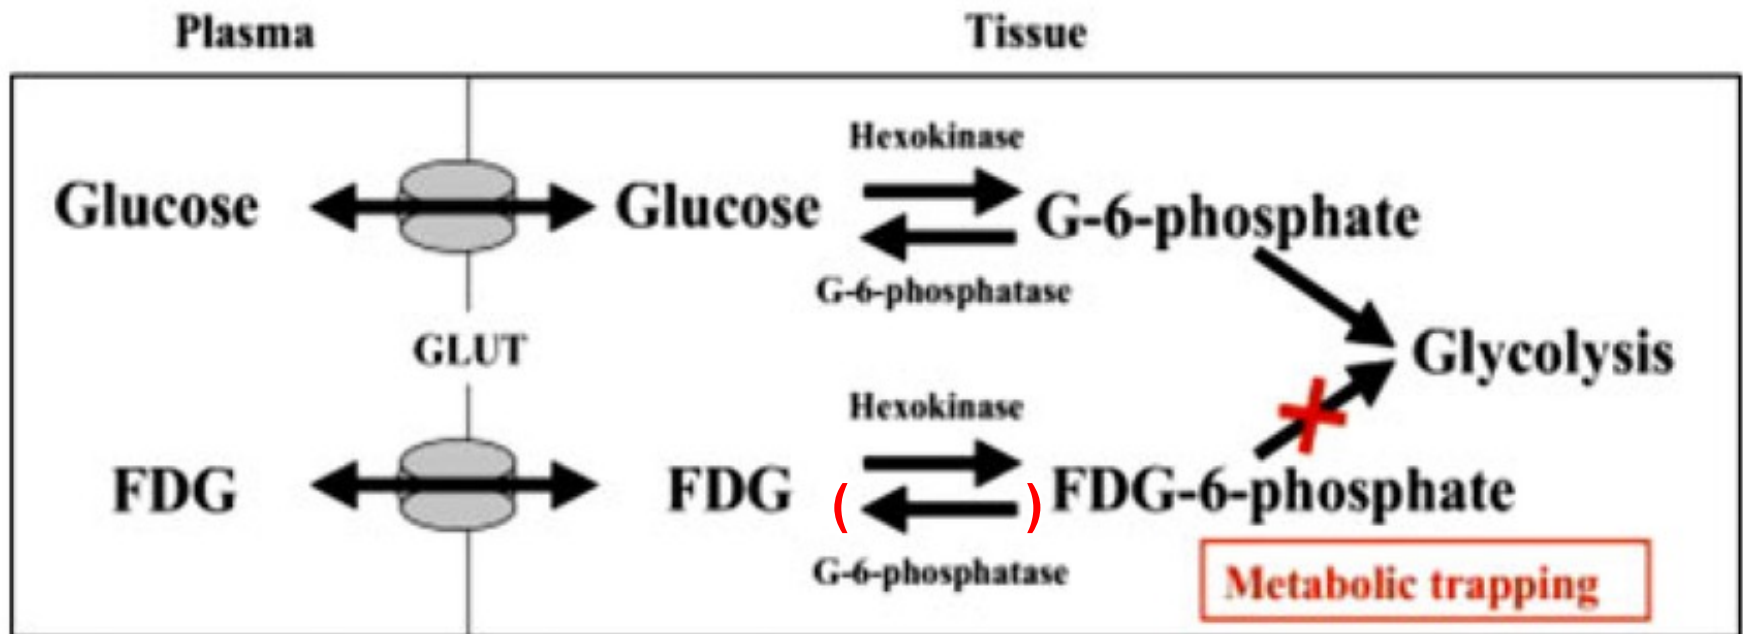 Plasma
Tissue
Hexokinase
Glucose
Glucose
G-6-phosphate
G-6-phosphatase
GLUT
Glycolysis
Hexokinase
FDG
FDG
( )
FDG-6-phosphate
G-6-phosphatase
Metabolic trapping